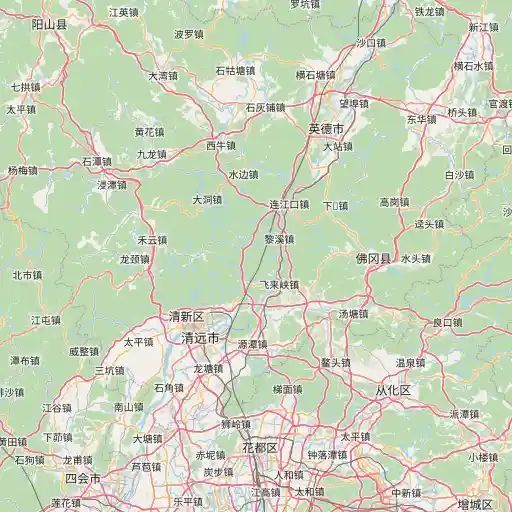 江英镇
罗坑镇
铁龙镇
阳山县
新江镇
波罗镇
沙口镇
大湾镇
石牯塘镇
横石塘镇
横石水镇
七拱镇
太平镇
石灰铺镇
望埠镇
官渡
桥头镇
东华镇
英德市
黄花镇
西牛镇
大站镇
九龙镇
石潭镇
杨梅镇
水边镇
白沙镇
浸潭镇
大洞镇
连江口镇
高岗镇
迳头镇
禾云镇
黎溪镇
龙颈镇
佛冈县
水头镇
北市镇
飞来峡镇
清新区
汤塘镇
江屯镇
良口镇
清远市
太平镇
源潭镇
威整镇
潭布镇
鳌头镇
温泉镇
三坑镇
龙塘镇
石角镇
梯面镇
从化区
江谷镇
南山镇
派潭镇
狮岭镇
下茆镇
大塘镇
太平镇
黄田镇
花都区
赤坭镇
钟落潭镇
小楼镇
石狗镇
龙甫镇
芦苞镇
炭步镇
四会市
人和镇
江高镇
太和镇
中新镇
莲花镇
乐平镇
增城区